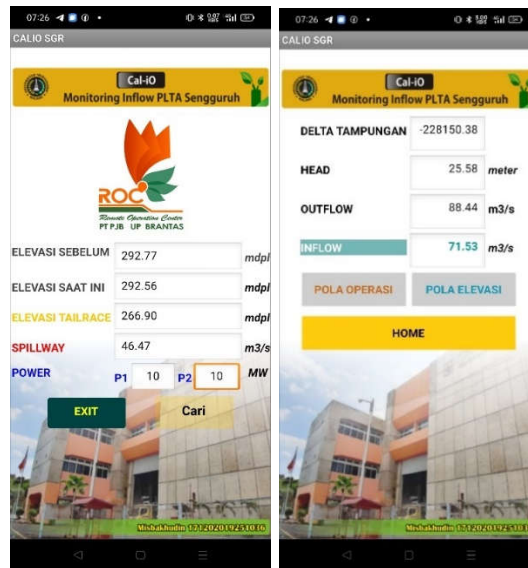 07:26
CALIO SGR
Cal-iO
Monitoring Inflow PLTA Sengguruh
ROC
Remote Operation Center
PT PJB UP BRANTAS
ELEVASI SEBELUM 292.77 mdpl
ELEVASI SAAT INI 292.56 mdpl
ELEVASI TAILRACE 266.90 mdpl
SPILLWAY 46.47 m3/s
POWER P1 10 P2 10 MW
EXIT Cari
Misbakhudin 171202019251036
07:26
CALIO SGR
Cal-iO
Monitoring Inflow PLTA Sengguruh
DELTA TAMPUNGAN -228150.38
HEAD 25.58 meter
OUTFLOW 88.44 m3/s
INFLOW 71.53 m3/s
POLA OPERASI POLA ELEVASI
HOME